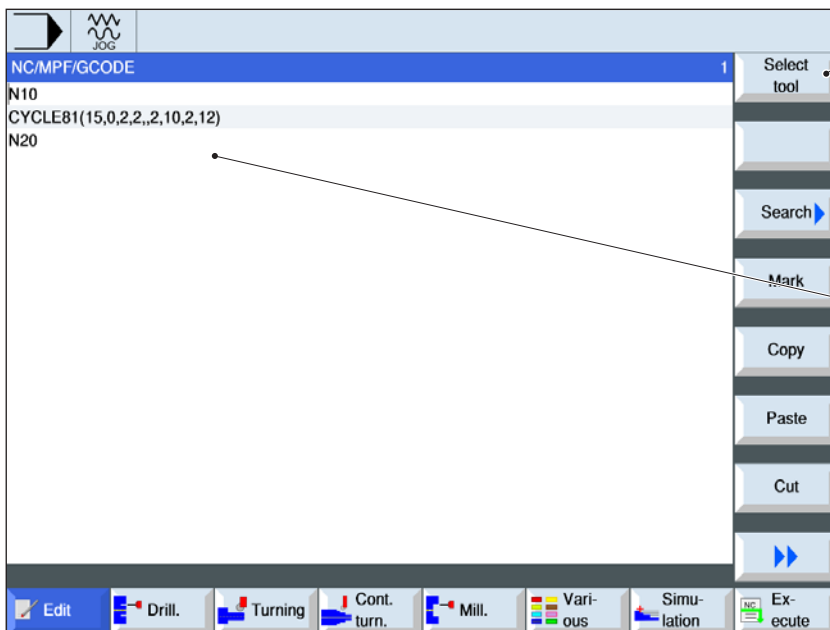 JOG
NC/MPF/GCODE 1
N10
CYCLE81(15,0,2,2,,2,10,2,12)
N20
Select
tool
Search
Mark
Copy
Paste
Cut
Edit
Drill.
Turning
Cont.
turn.
Mill.
Vari-
ous
Simu-
lation
NC
Ex-
ecute